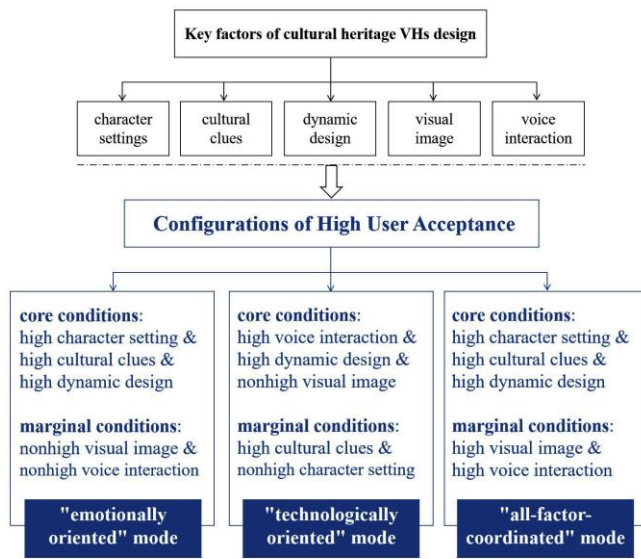 Key factors of cultural heritage VHs design
character
settings
cultural
clues
dynamic
design
visual
image
voice
interaction
Configurations of High User Acceptance
core conditions:
high character setting &
high cultural clues &
high dynamic design
marginal conditions:
nonhigh visual image &
nonhigh voice interaction
"emotionally
oriented" mode
core conditions:
high voice interaction &
high dynamic design &
nonhigh visual image
marginal conditions:
high cultural clues &
nonhigh character setting
"technologically
oriented" mode
core conditions:
high character setting &
high cultural clues &
high dynamic design
marginal conditions:
high visual image &
high voice interaction
"all-factor-
coordinated" mode